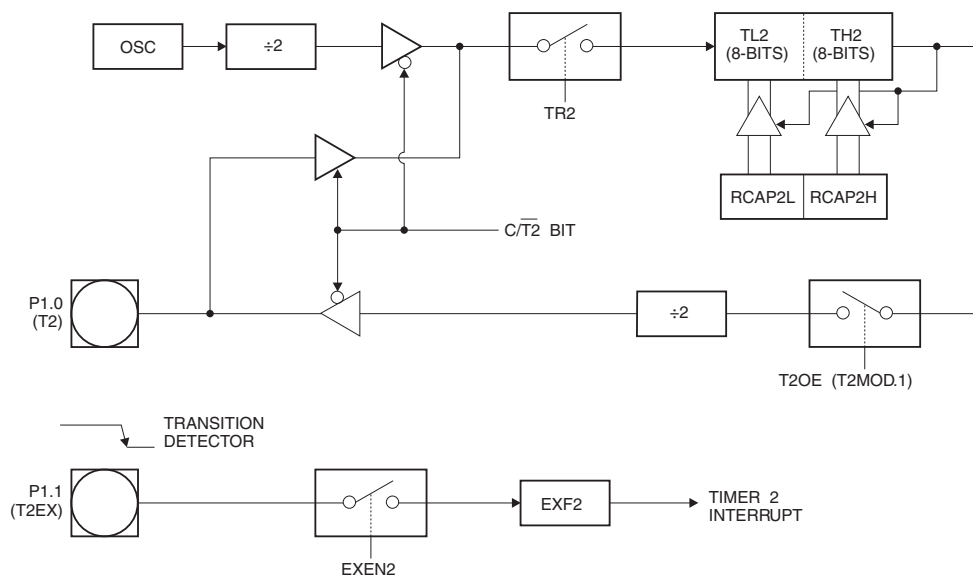 OSC
÷2
TR2
TL2
(8-BITS)
TH2
(8-BITS)
RCAP2L
RCAP2H
C/T̅2̅ BIT
P1.0
(T2)
÷2
T2OE (T2MOD.1)
TRANSITION
DETECTOR
P1.1
(T2EX)
EXEN2
EXF2
TIMER 2
INTERRUPT